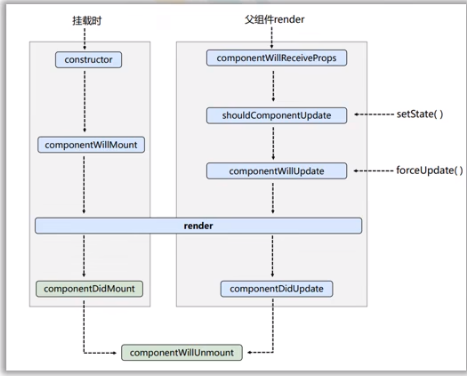 挂载时
父组件render
constructor
componentWillReceiveProps
shouldComponentUpdate
setState( )
componentWillMount
componentWillUpdate
forceUpdate( )
render
componentDidMount
componentDidUpdate
componentWillUnmount